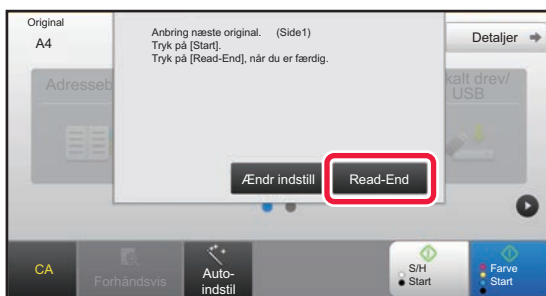 Original
A4
Anbring næste original. (Side1)
Tryk på [Start].
Tryk på [Read-End], når du er færdig.
Detaljer
Adresseb
kalt drev/
USB
Ændr indstill
Read-End
CA
Forhåndsvis
Auto-
indstil
S/H
Start
Farve
Start